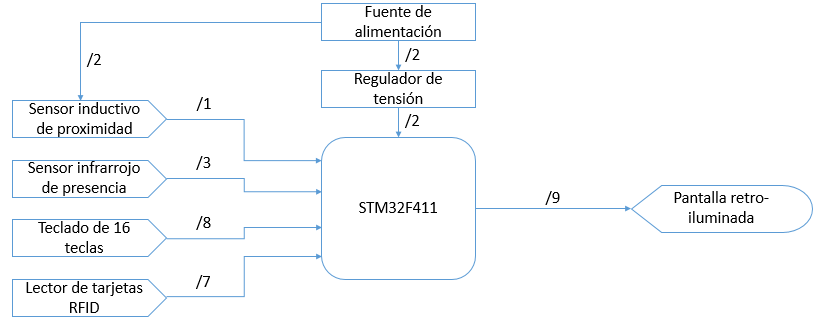 Fuente de
alimentación
/2
/2
Regulador de
tensión
/2
Sensor inductivo
de proximidad
/1
Sensor infrarrojo
de presencia
/3
STM32F411
/9
Pantalla retro-
iluminada
Teclado de 16
teclas
/8
Lector de tarjetas
RFID
/7